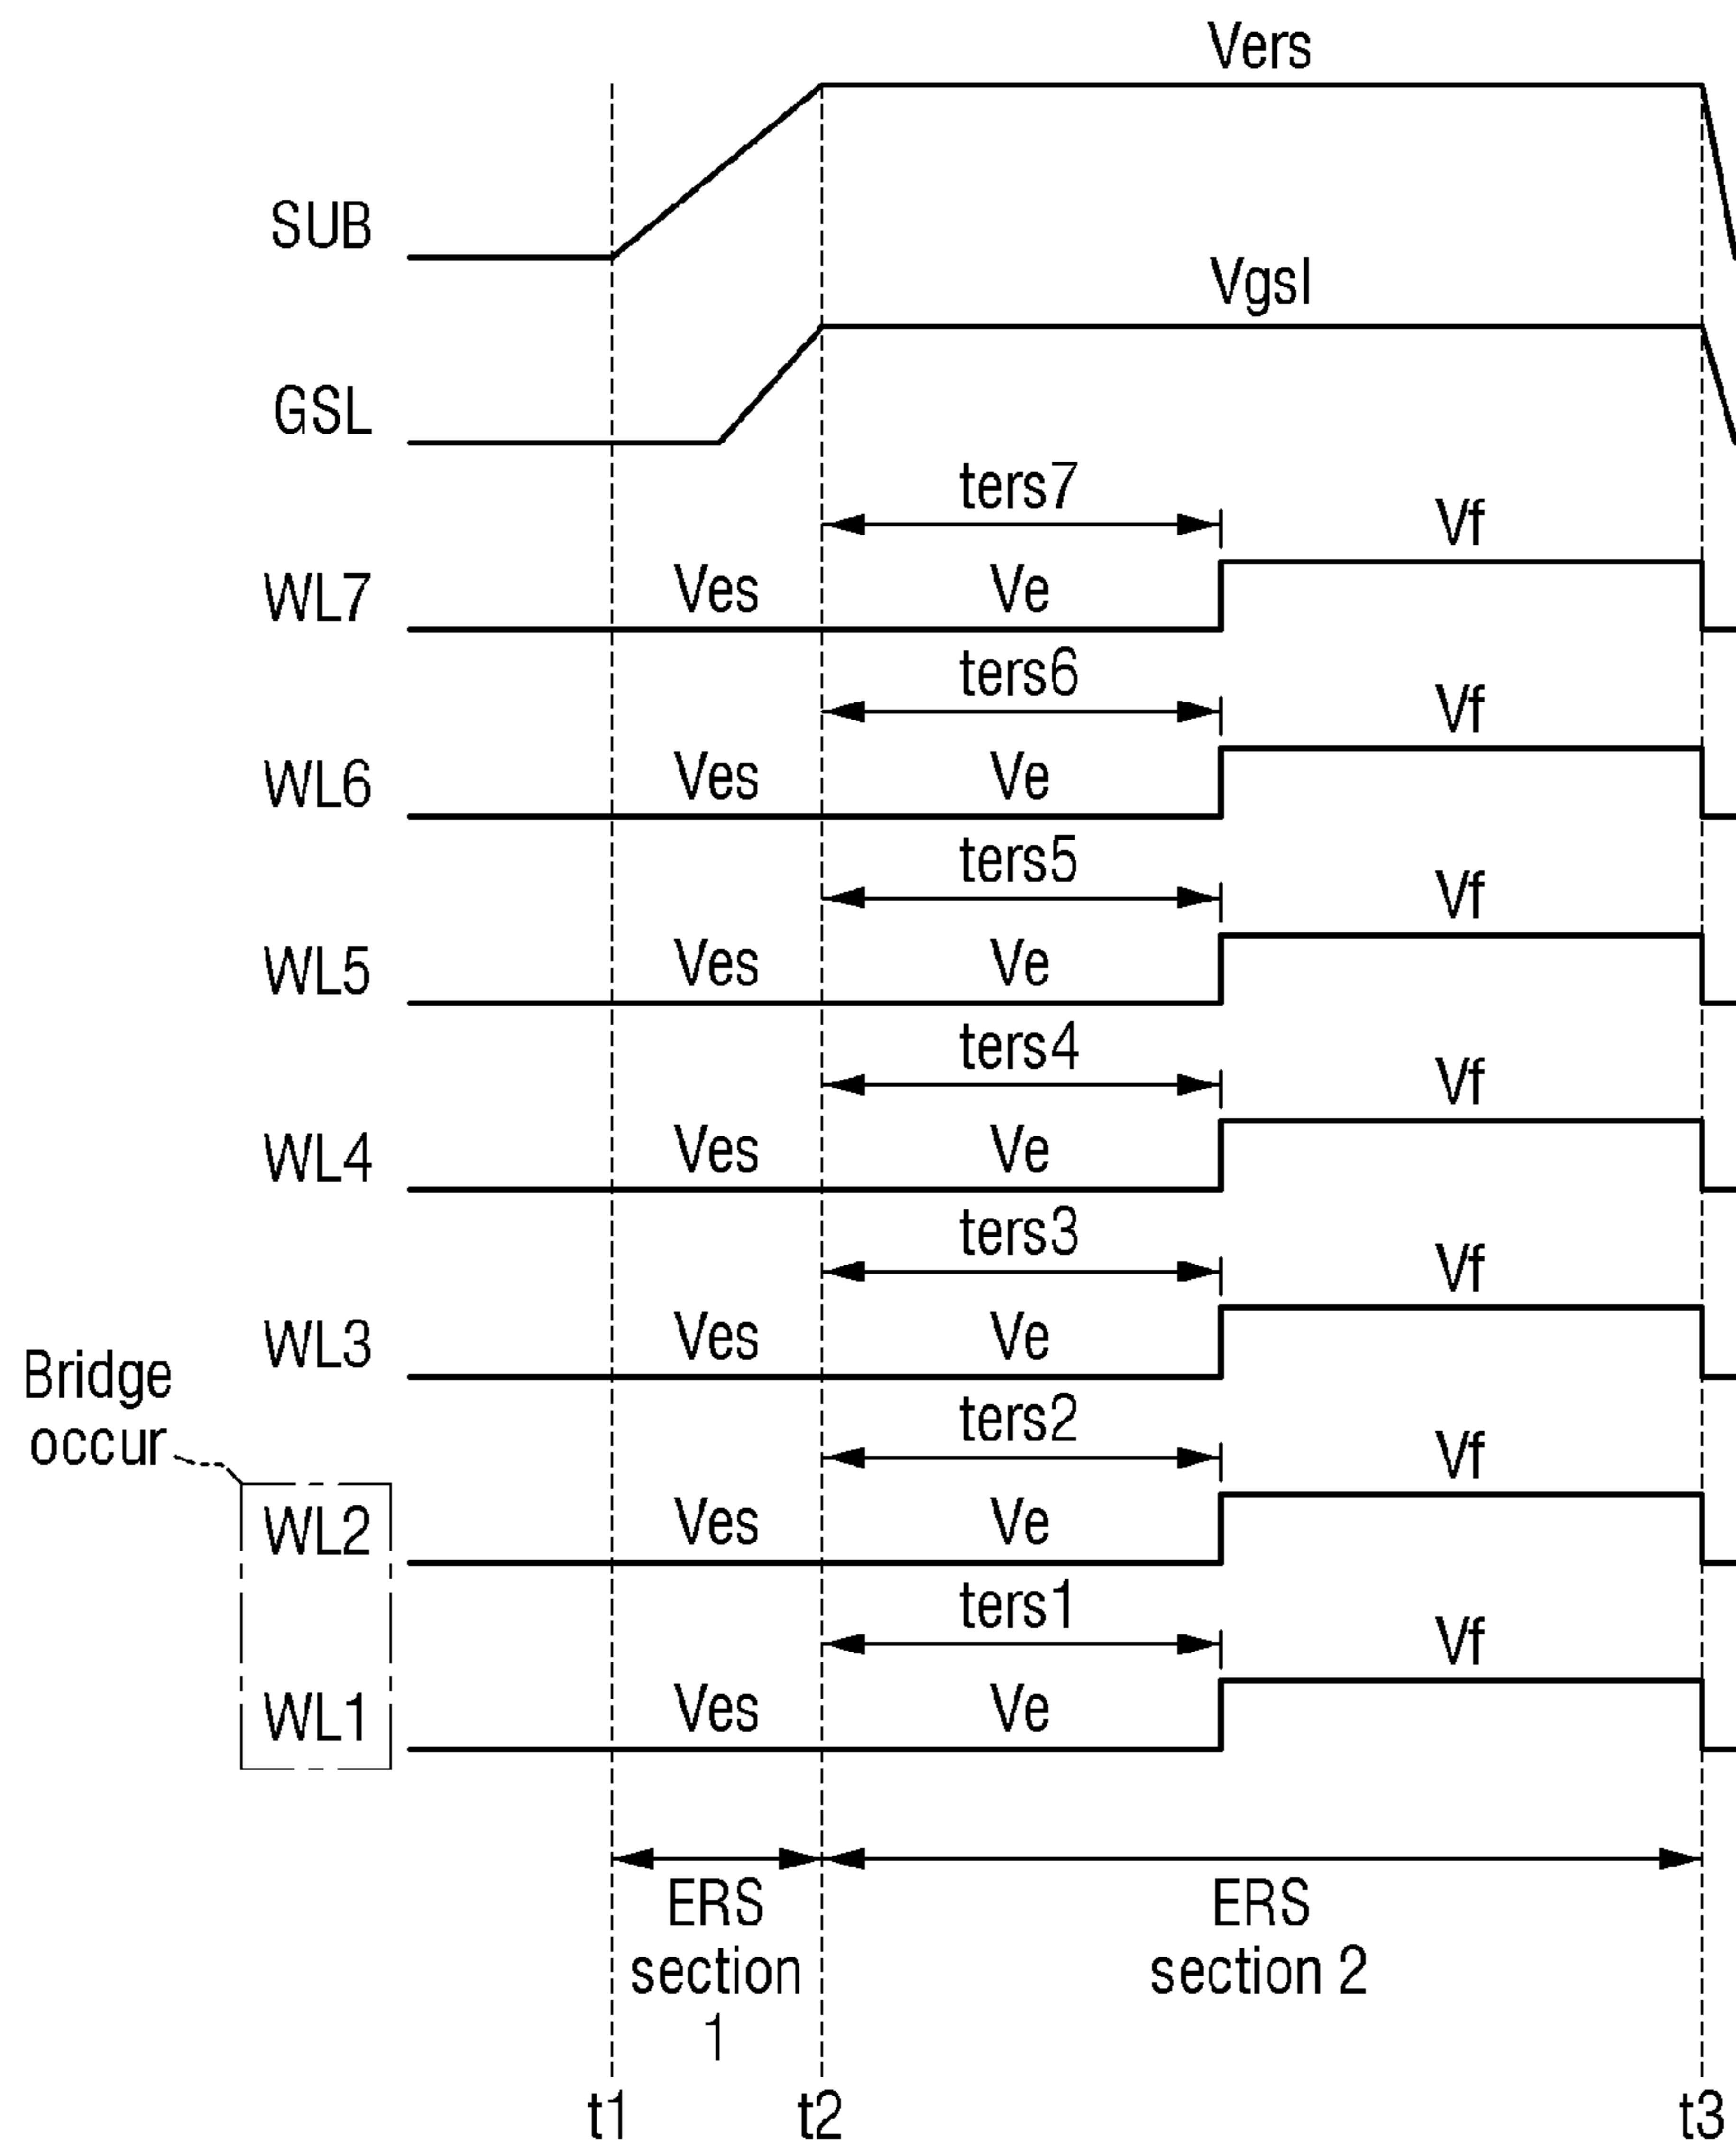 Vers
SUB
Vgsl
GSL
ters7
Vf
WL7 Ves Ve
ters6
Vf
WL6 Ves Ve
ters5
Vf
WL5 Ves Ve
ters4
Vf
WL4 Ves Ve
ters3
Vf
WL3 Ves Ve
Bridge
occur
ters2
Vf
WL2 Ves Ve
ters1
Vf
WL1 Ves Ve
ERS
section
1
ERS
section 2
t1 t2 t3